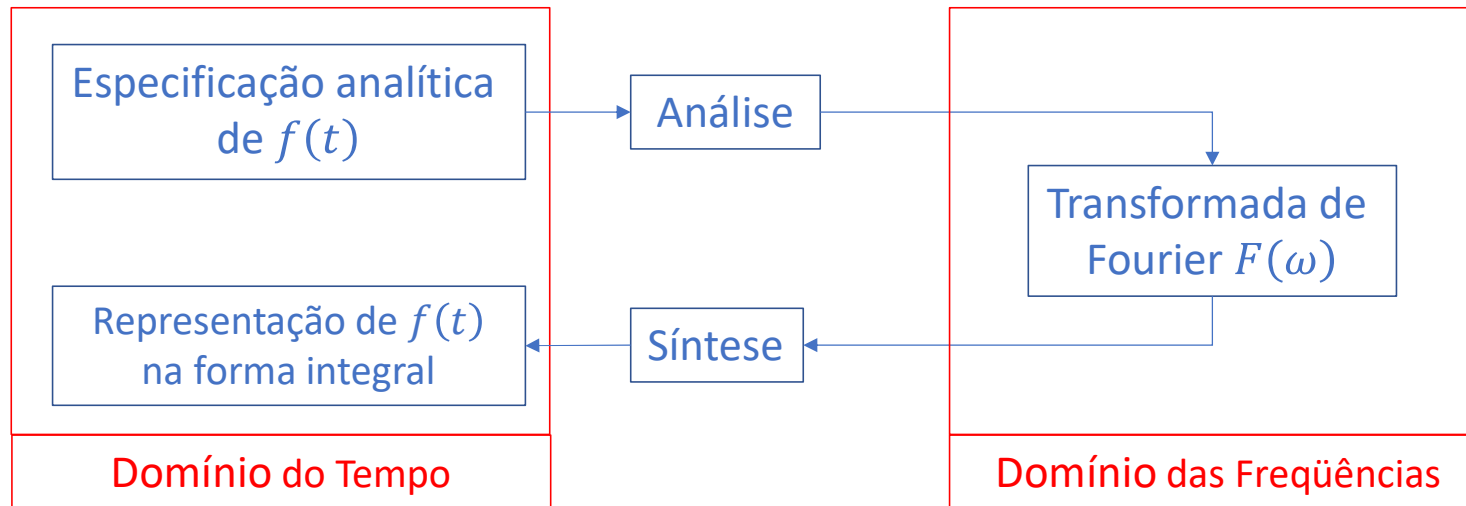 Especificação analítica
de f(t)
Análise
Transformada de
Fourier F(ω)
Representação de f(t)
na forma integral
Síntese
Domínio do Tempo
Domínio das Freqüências